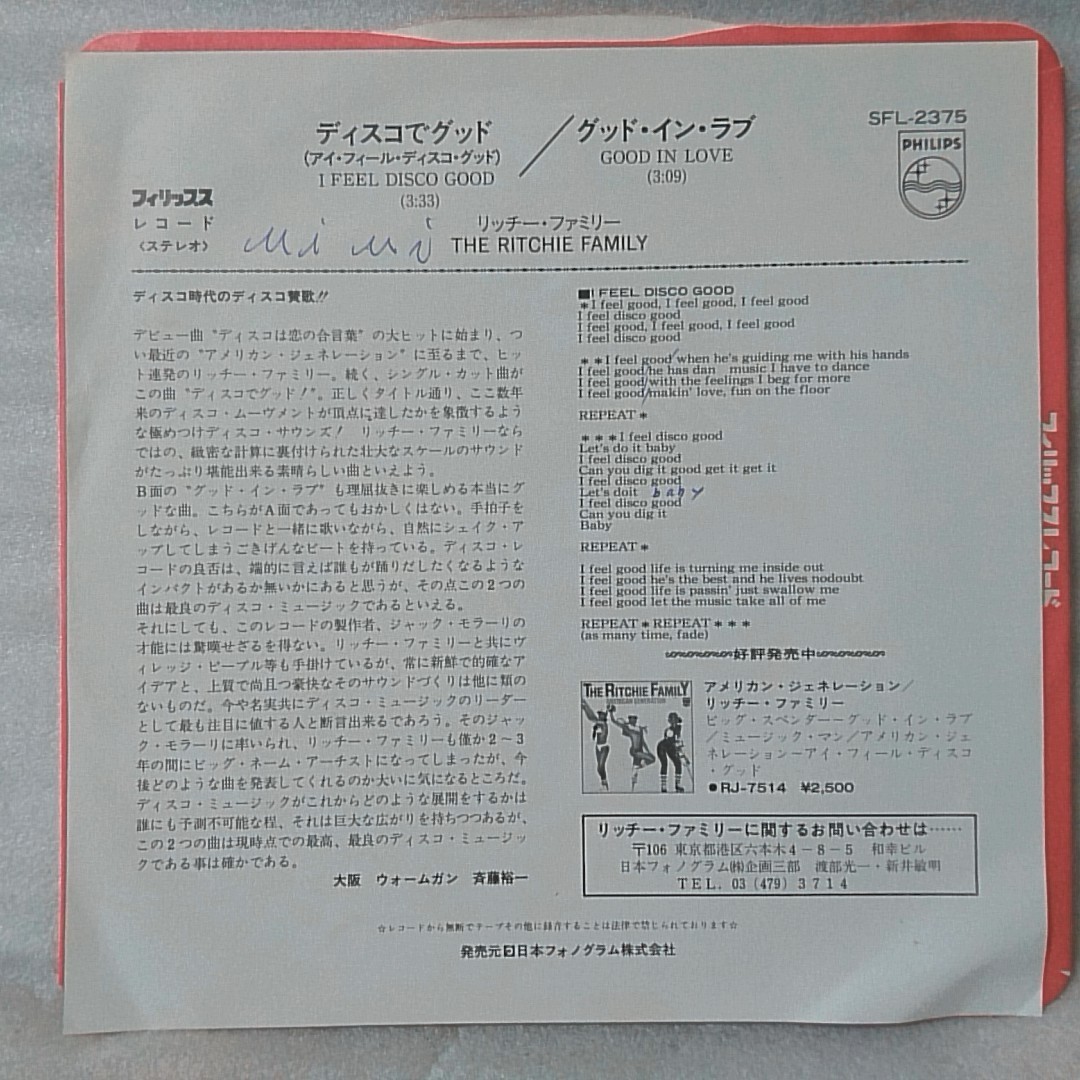 ディスコでグッド
(アイ・フィール・ディスコ・グッド)
I FEEL DISCO GOOD
(3:33)
／グッド・イン・ラブ
GOOD IN LOVE
(3:09)
SFL-2375
PHILIPS
フィリップス
レコード
〈ステレオ〉
リッチー・ファミリー
THE RITCHIE FAMILY
ディスコ時代のディスコ賛歌!!
デビュー曲“ディスコは恋の合言葉”の大ヒットに始まり、つ
い最近の“アメリカン・ジェネレーション”に至るまで、ヒッ
ト連発のリッチー・ファミリー。続く、シングル・カット曲が
この曲“ディスコでグッド！”。正しくタイトル通り、ここ数年
来のディスコ・ムーヴメントが頂点に達したかを象徴するよう
な極めつけディスコ・サウンズ！ リッチー・ファミリーなら
ではの、緻密な計算に裏付けられた壮大なスケールのサウンド
がたっぷり堪能出来る素晴らしい曲といえよう。
B面の“グッド・イン・ラブ”も理屈抜きに楽しめる本当にグ
ッドな曲。こちらがA面であってもおかしくはない。手拍子を
しながら、レコードと一緒に歌いながら、自然にシェイク・ア
ップしてしまうごきげんなビートを持っている。ディスコ・レ
コードの良否は、端的に言えば誰もが踊りだしたくなるような
インパクトがあるか無いかにあると思うが、その点この2つの
曲は最良のディスコ・ミュージックであるといえる。
それにしても、このレコードの製作者、ジャック・モラーリの
才能には驚嘆せざるを得ない。リッチー・ファミリーと共にヴ
ィレッジ・ピープル等も手掛けているが、常に新鮮で的確なア
イデアと、上質で尚且つ豪快なそのサウンドづくりは他に類の
ないものだ。今や名実共にディスコ・ミュージックのリーダー
として最も注目に値する人と断言出来るであろう。そのジャッ
ク・モラーリに率いられ、リッチー・ファミリーも僅か2～3
年の間にビッグ・ネーム・アーチストになってしまったが、今
後どのような曲を発表してくれるのか大いに気になるところだ。
ディスコ・ミュージックがこれからどのような展開をするかは
誰にも予測不可能な程、それは巨大な広がりを持ちつつあるが、
この2つの曲は現時点での最高、最良のディスコ・ミュージッ
クである事は確かである。
大阪 ウォームガン 斉藤裕一
■I FEEL DISCO GOOD
＊I feel good, I feel good, I feel good
I feel disco good
I feel good, I feel good, I feel good
I feel disco good
＊＊I feel good/when he's guiding me with his hands
I feel good/he has dan music I have to dance
I feel good/with the feelings I beg for more
I feel good/makin' love, fun on the floor
REPEAT＊
＊＊＊I feel disco good
Let's do it baby
I feel disco good
Can you dig it good get it get it
I feel disco good
Let's doit baby
I feel disco good
Can you dig it
Baby
REPEAT＊
I feel good life is turning me inside out
I feel good he's the best and he lives nodoubt
I feel good life is passin' just swallow me
I feel good let the music take all of me
REPEAT＊REPEAT＊＊＊
(as many time, fade)
好評発売中
THE RITCHIE FAMILY
AMERICAN GENERATION
アメリカン・ジェネレーション／
リッチー・ファミリー
ビッグ・スペンダー－グッド・イン・ラブ
／ミュージック・マン／アメリカン・ジェ
ネレーション－アイ・フィール・ディスコ
・グッド
●RJ-7514 ¥2,500
リッチー・ファミリーに関するお問い合わせは……
〒106 東京都港区六本木4－8－5 和幸ビル
日本フォノグラム㈱企画三部 渡部光一・新井敏明
TEL. 03 (479) 3714
☆レコードから無断でテープその他に録音することは法律で禁じられております☆
発売元 日本フォノグラム株式会社
フィリップスレコード